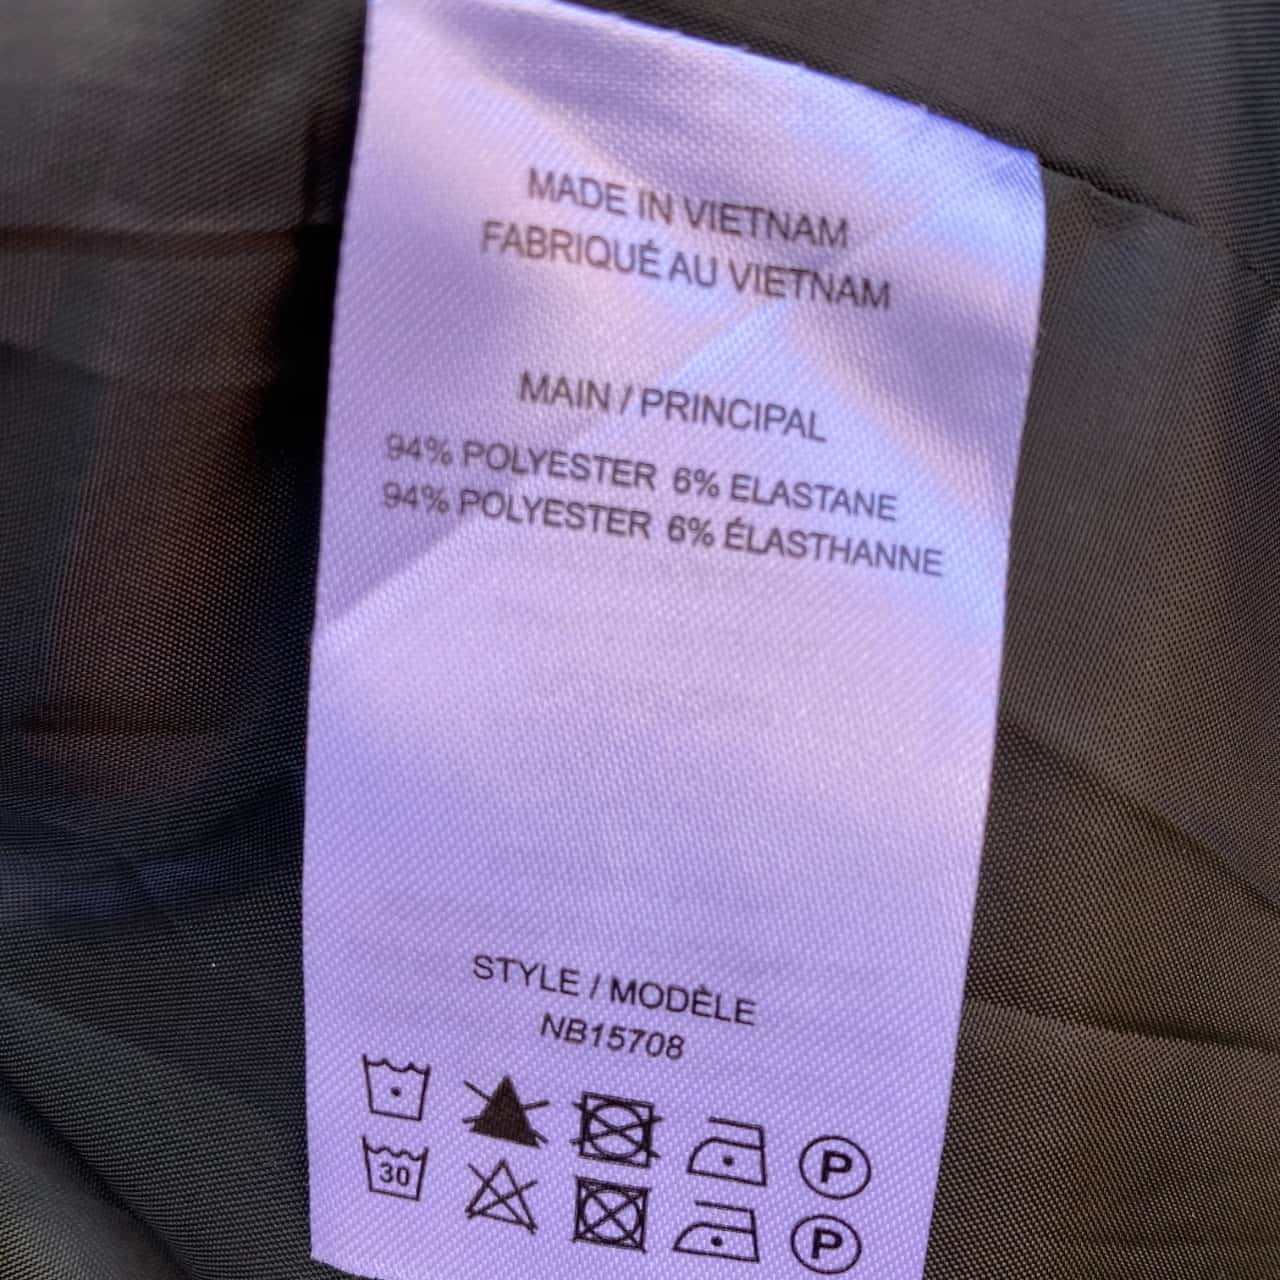 MADE IN VIETNAM
FABRIQUÉ AU VIETNAM
MAIN / PRINCIPAL
94% POLYESTER 6% ELASTANE
94% POLYESTER 6% ÉLASTHANNE
STYLE / MODÈLE
NB15708
P
30
P